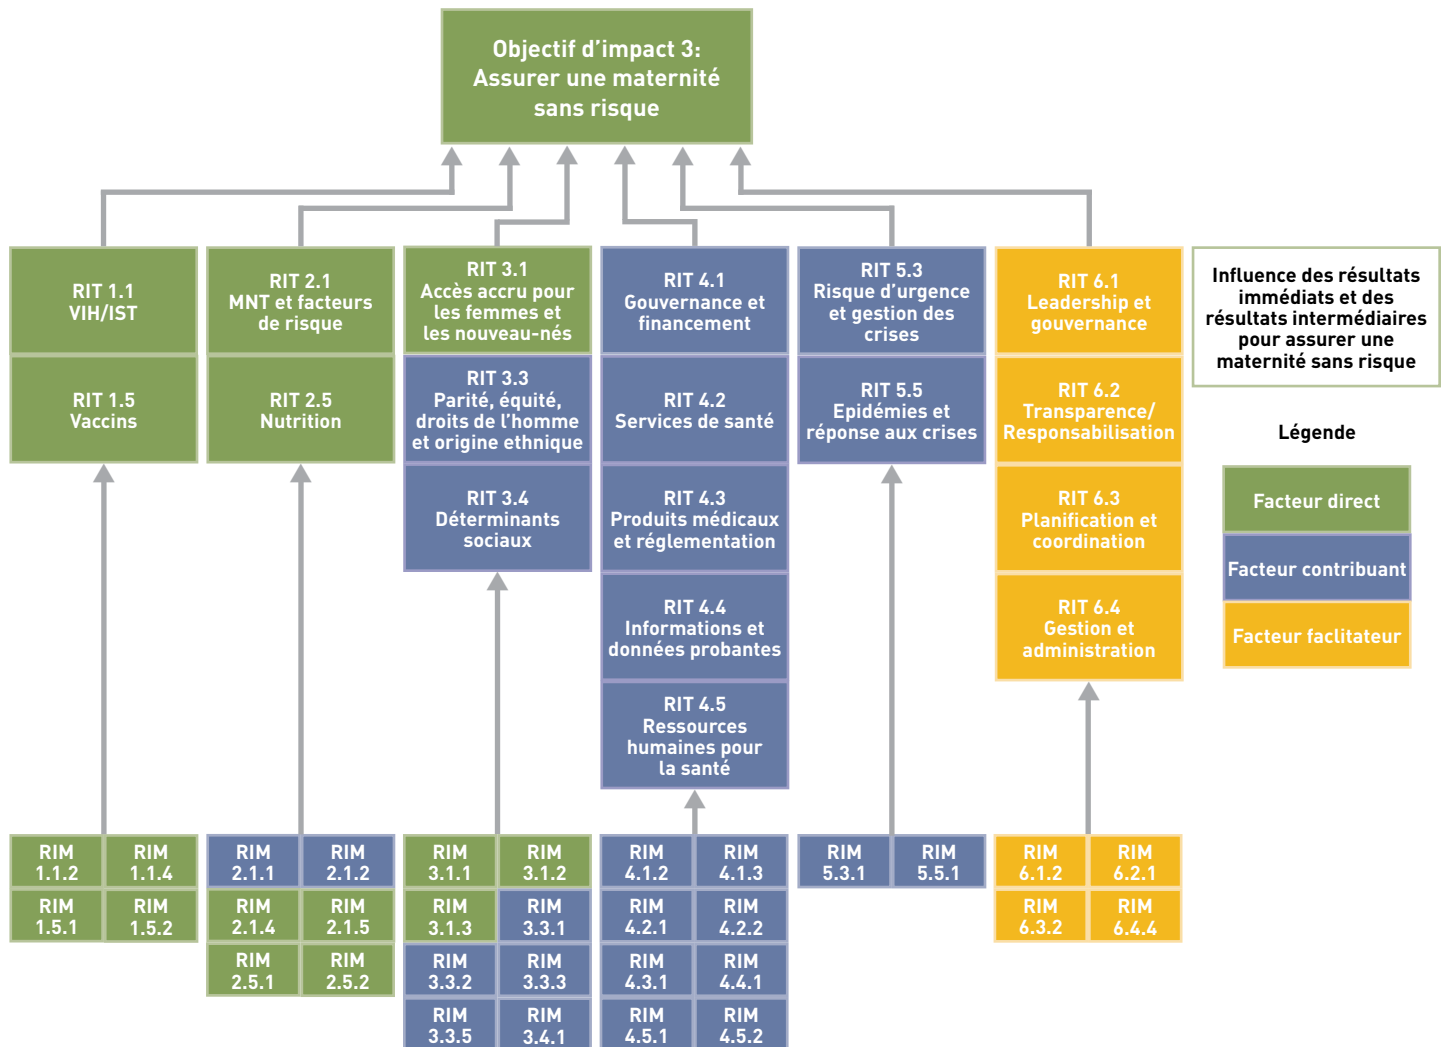 Objectif d’impact 3:
Assurer une maternité
sans risque
RIT 1.1
VIH/IST
RIT 1.5
Vaccins
RIT 2.1
MNT et facteurs
de risque
RIT 2.5
Nutrition
RIT 3.1
Accès accru pour
les femmes et
les nouveau-nés
RIT 3.3
Parité, équité,
droits de l’homme
et origine ethnique
RIT 3.4
Déterminants
sociaux
RIT 4.1
Gouvernance et
financement
RIT 4.2
Services de santé
RIT 4.3
Produits médicaux
et réglementation
RIT 4.4
Informations et
données probantes
RIT 4.5
Ressources
humaines pour
la santé
RIT 5.3
Risque d’urgence
et gestion des
crises
RIT 5.5
Epidémies et
réponse aux crises
RIT 6.1
Leadership et
gouvernance
RIT 6.2
Transparence/
Responsabilisation
RIT 6.3
Planification et
coordination
RIT 6.4
Gestion et
administration
Influence des résultats
immédiats et des
résultats intermédiaires
pour assurer une
maternité sans risque
Légende
Facteur direct
Facteur contribuant
Facteur faclitateur
RIM
1.1.2
RIM
1.1.4
RIM
1.5.1
RIM
1.5.2
RIM
2.1.1
RIM
2.1.2
RIM
2.1.4
RIM
2.1.5
RIM
2.5.1
RIM
2.5.2
RIM
3.1.1
RIM
3.1.2
RIM
3.1.3
RIM
3.3.1
RIM
3.3.2
RIM
3.3.3
RIM
3.3.5
RIM
3.4.1
RIM
4.1.2
RIM
4.1.3
RIM
4.2.1
RIM
4.2.2
RIM
4.3.1
RIM
4.4.1
RIM
4.5.1
RIM
4.5.2
RIM
5.3.1
RIM
5.5.1
RIM
6.1.2
RIM
6.2.1
RIM
6.3.2
RIM
6.4.4